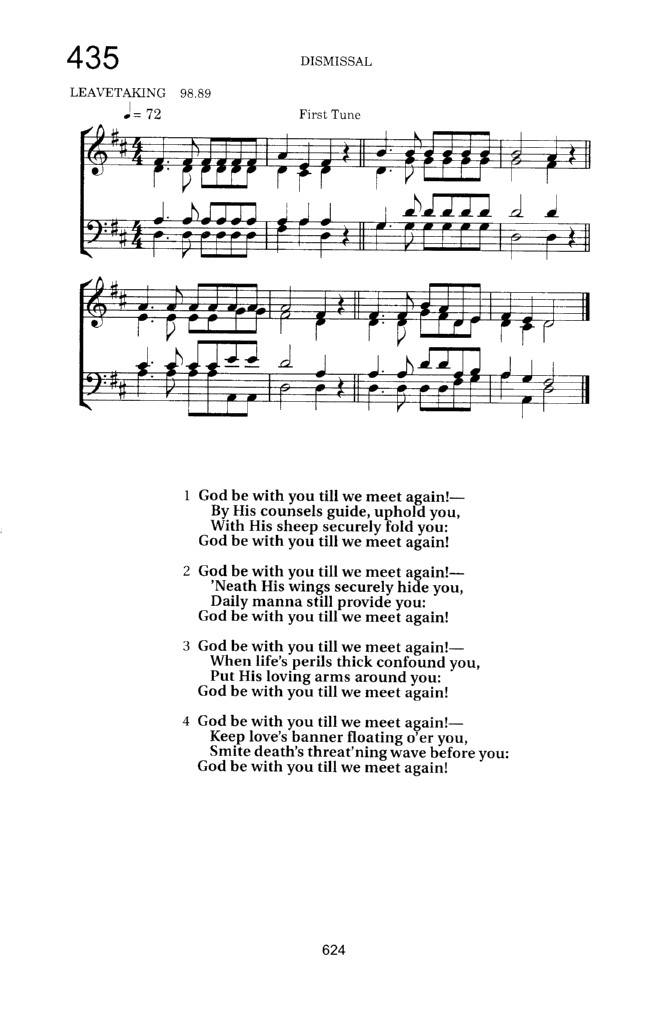 435
DISMISSAL
LEAVETAKING 98.89
♩= 72
First Tune
1 God be with you till we meet again!—
By His counsels guide, uphold you,
With His sheep securely fold you:
God be with you till we meet again!
2 God be with you till we meet again!—
’Neath His wings securely hide you,
Daily manna still provide you:
God be with you till we meet again!
3 God be with you till we meet again!—
When life’s perils thick confound you,
Put His loving arms around you:
God be with you till we meet again!
4 God be with you till we meet again!—
Keep love’s banner floating o’er you,
Smite death’s threat’ning wave before you:
God be with you till we meet again!
624